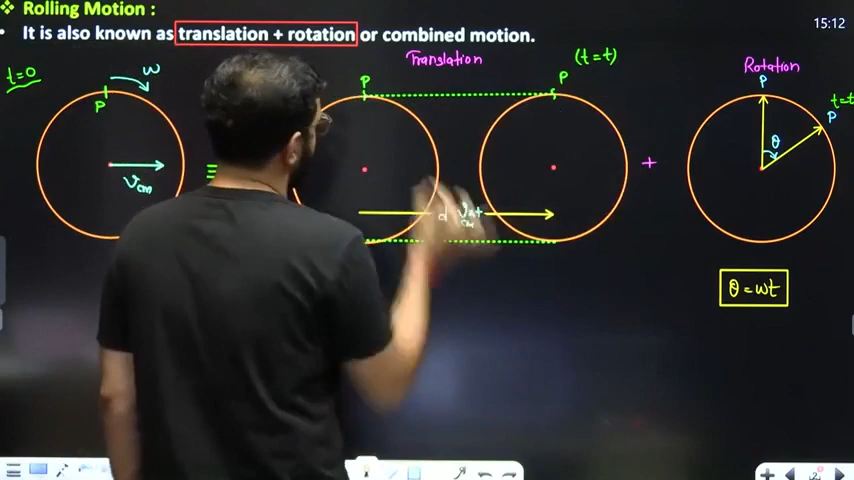 ❖ Rolling Motion :
15:12
• It is also known as translation + rotation or combined motion.
t=0
ω
P
V_cm
≡
Translation
P
P
(t=t)
d V_cm t
+
Rotation
P
t=t
P
θ
θ = ωt